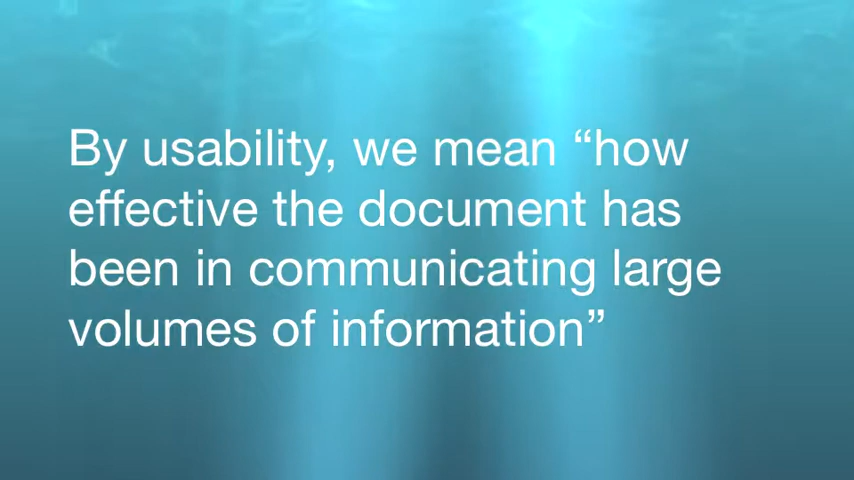 By usability, we mean “how
effective the document has
been in communicating large
volumes of information”